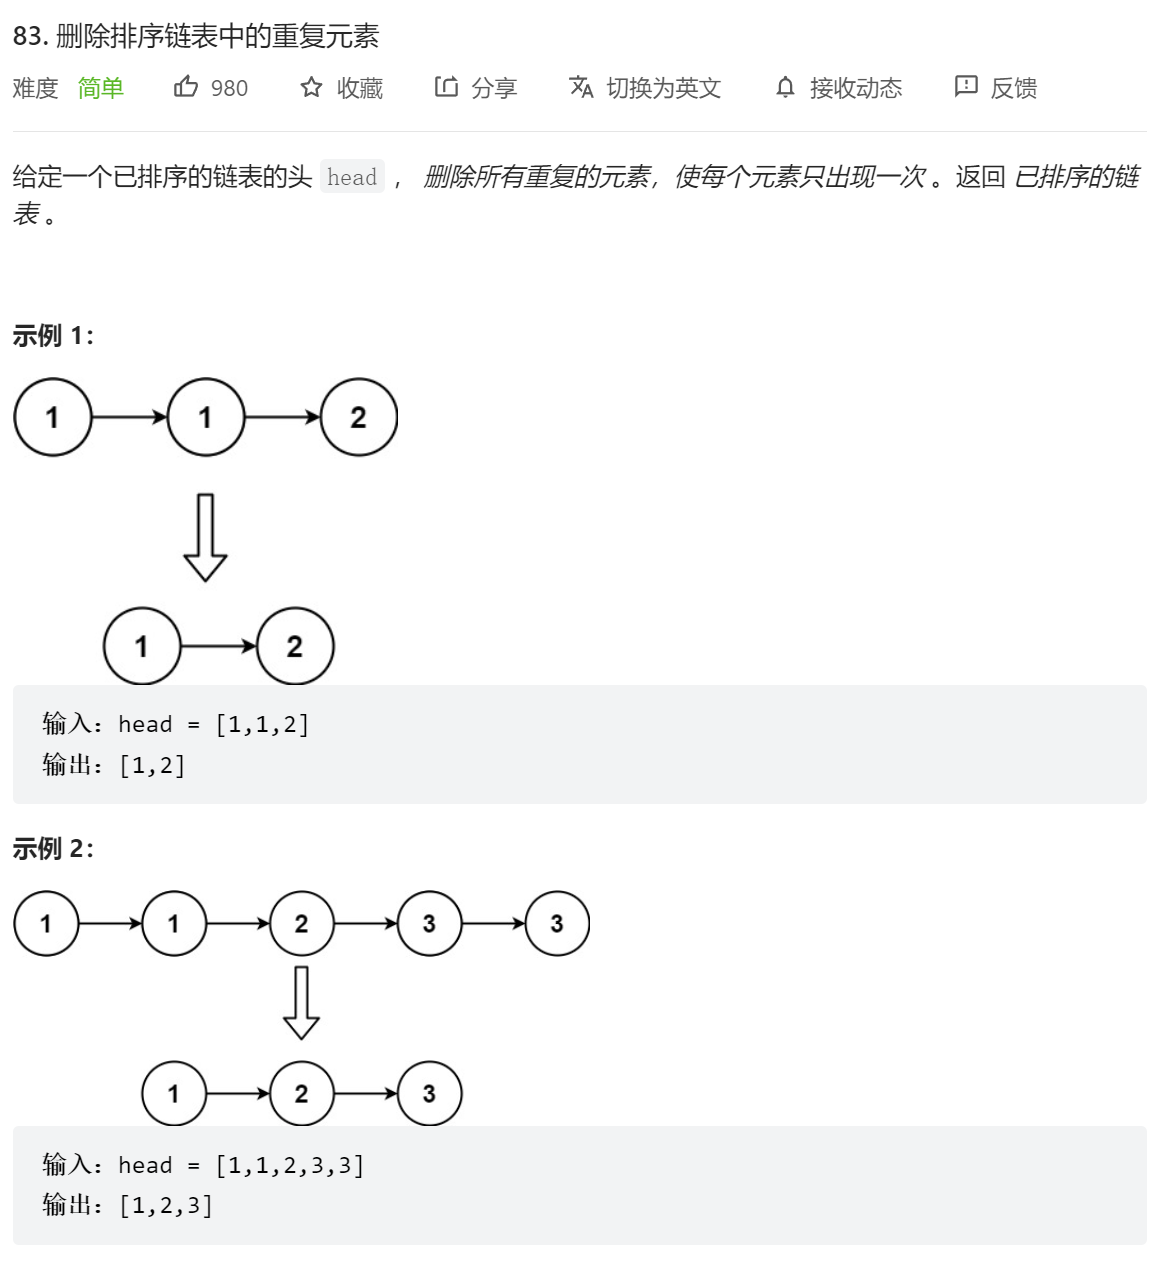 83. 删除排序链表中的重复元素
难度 简单 980 收藏 分享 切换为英文 接收动态 反馈
给定一个已排序的链表的头 head ， 删除所有重复的元素，使每个元素只出现一次 。返回 已排序的链
表 。
示例 1：
1 1 2
1 2
输入：head = [1,1,2]
输出：[1,2]
示例 2：
1 1 2 3 3
1 2 3
输入：head = [1,1,2,3,3]
输出：[1,2,3]